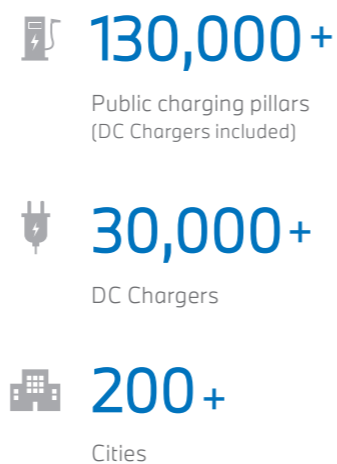 130,000+
Public charging pillars
(DC Chargers included)
30,000+
DC Chargers
200+
Cities